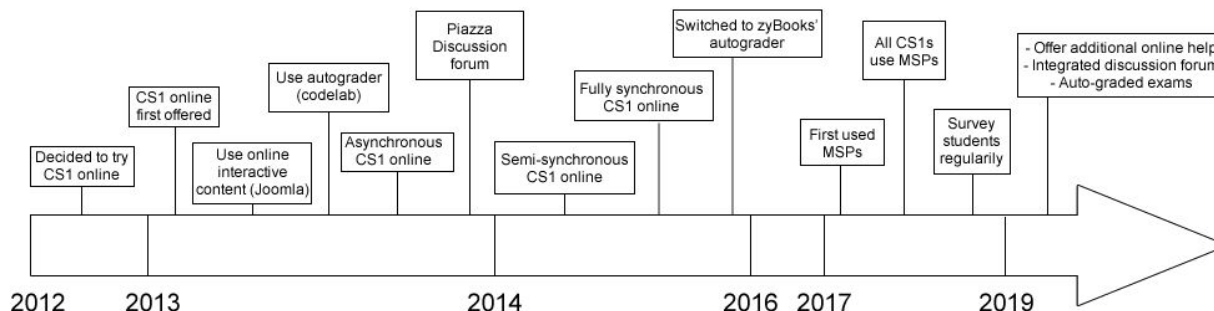 Decided to try
CS1 online
CS1 online
first offered
Use online
interactive
content (Joomla)
Use autograder
(codelab)
Asynchronous
CS1 online
Piazza
Discussion
forum
Semi-synchronous
CS1 online
Fully synchronous
CS1 online
Switched to zyBooks'
autograder
First used
MSPs
All CS1s
use MSPs
Survey
students
regularily
- Offer additional online help
- Integrated discussion forum
- Auto-graded exams
2012
2013
2014
2016
2017
2019